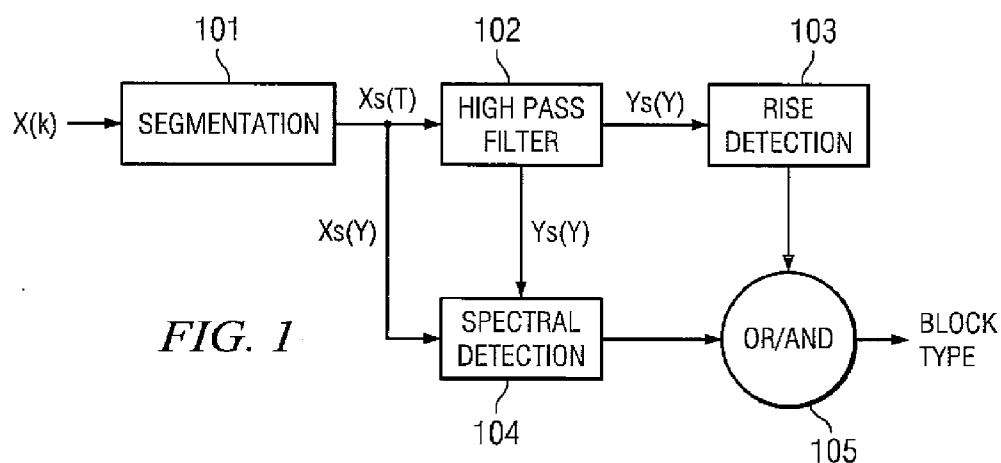 101
102
103
X(k)
SEGMENTATION
Xs(T)
HIGH PASS
FILTER
Ys(Y)
RISE
DETECTION
Xs(Y)
Ys(Y)
FIG. 1
SPECTRAL
DETECTION
OR/AND
BLOCK
TYPE
104
105